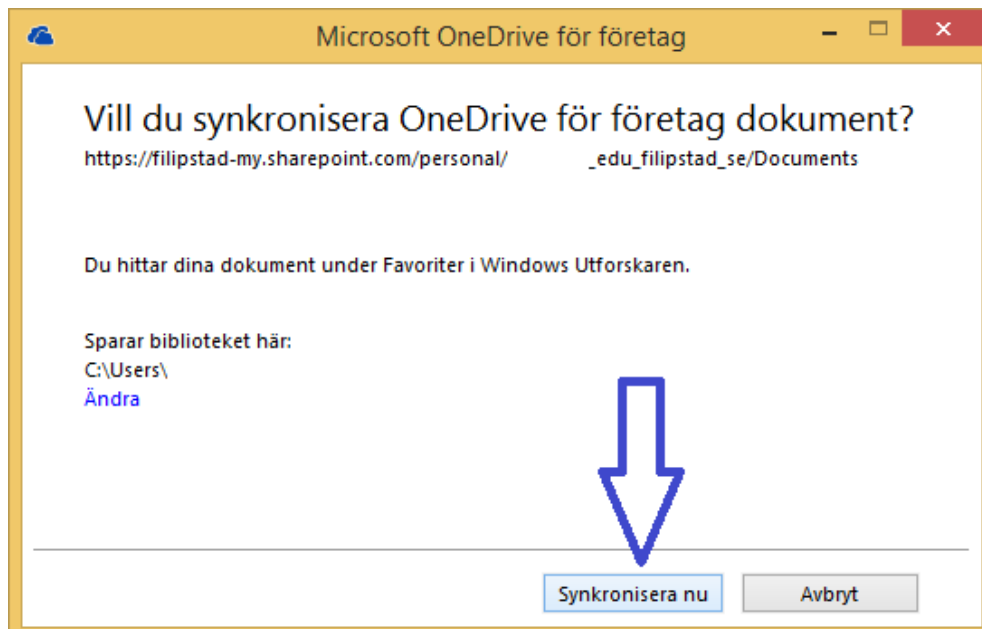 Microsoft OneDrive för företag
Vill du synkronisera OneDrive för företag dokument?
https://filipstad-my.sharepoint.com/personal/ _edu_filipstad_se/Documents
Du hittar dina dokument under Favoriter i Windows Utforskaren.
Sparar biblioteket här:
C:\Users\
Ändra
Synkronisera nu Avbryt